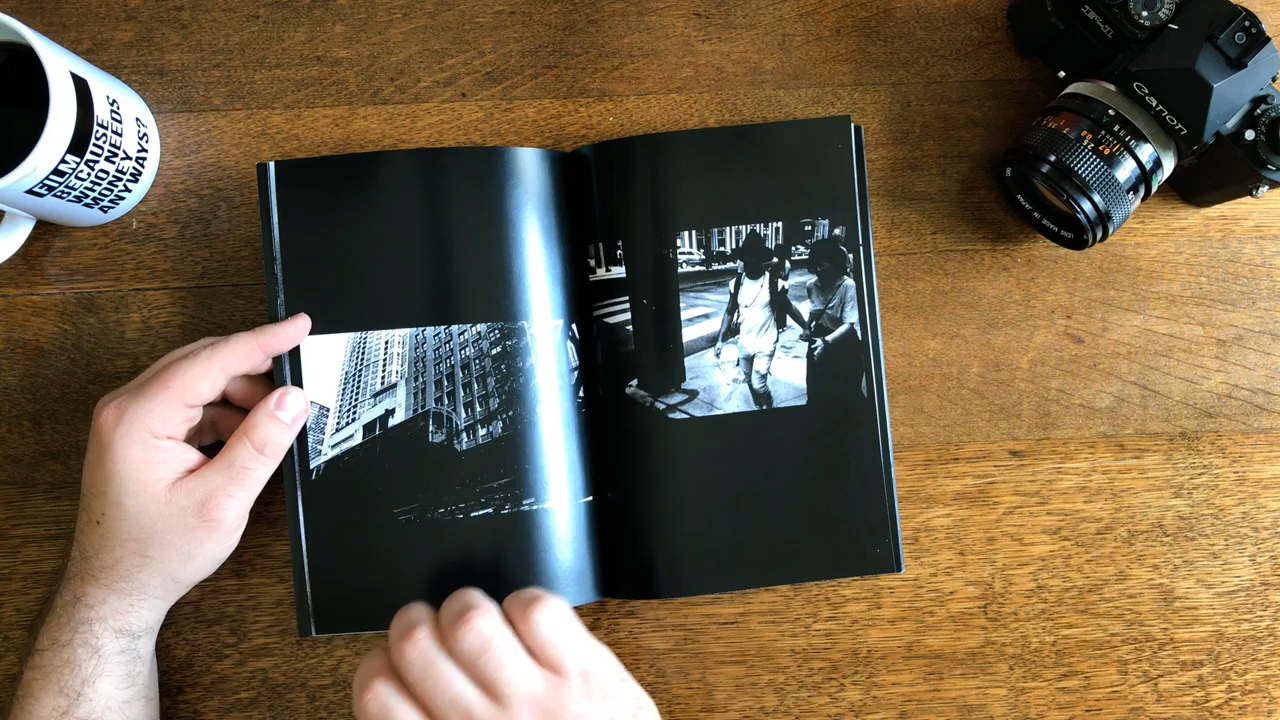 FILM
BECAUSE
WHO NEEDS
MONEY
ANYWAYS?
Canon
LENS MADE IN JAPAN